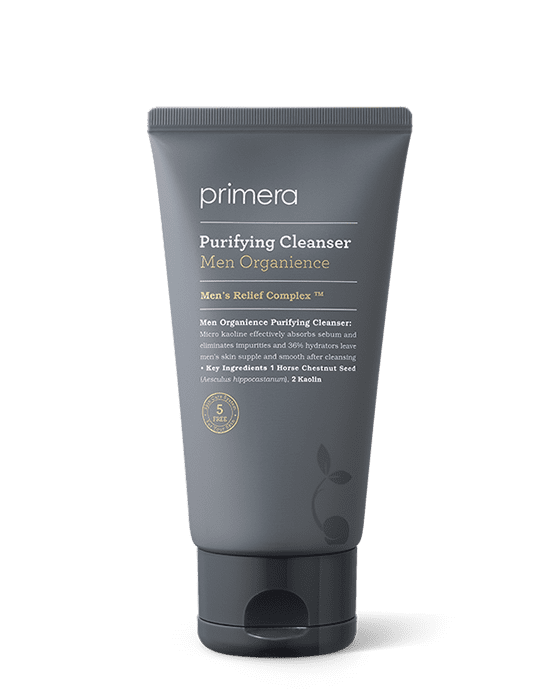 primera
Purifying Cleanser
Men Organience
Men's Relief Complex ™
Men Organience Purifying Cleanser:
Micro kaoline effectively absorbs sebum and
eliminates impurities and 36% hydrators leave
men's skin supple and smooth after cleansing
• Key Ingredients 1 Horse Chestnut Seed
(Aesculus hippocastanum), 2 Kaolin
5
FREE